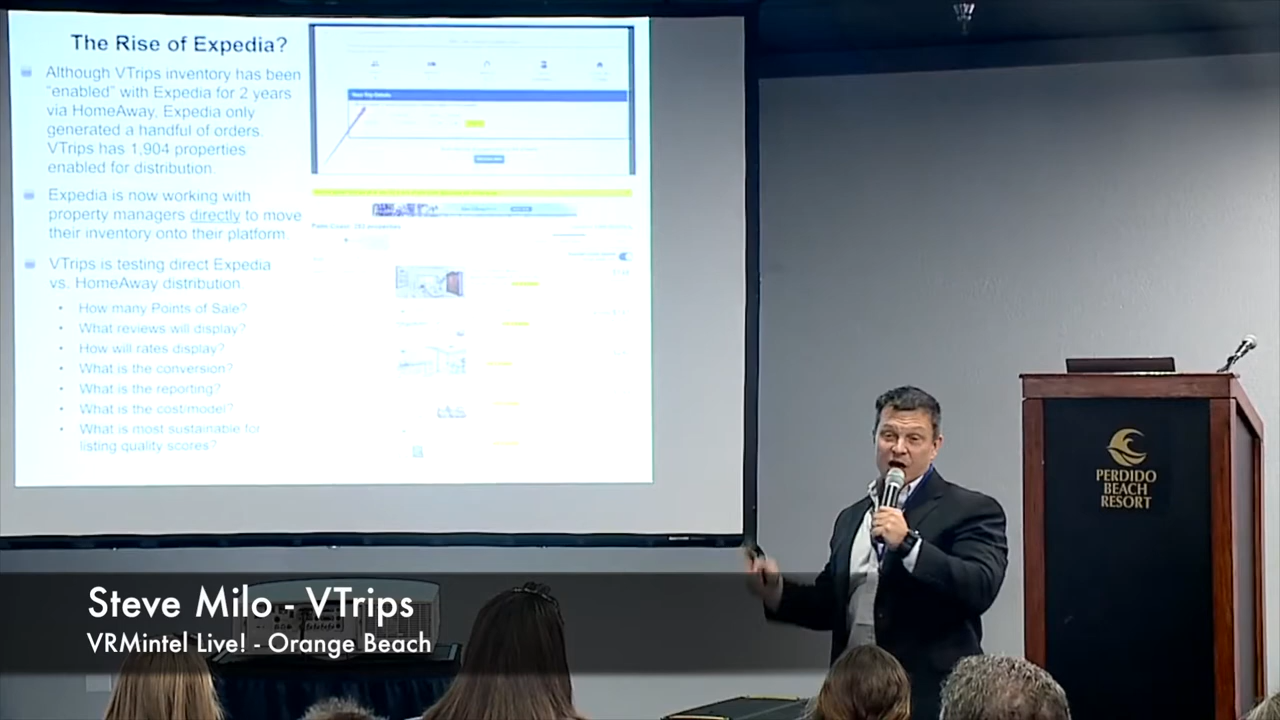 The Rise of Expedia?
Although VTrips inventory has been
"enabled" with Expedia for 2 years
via HomeAway, Expedia only
generated a handful of orders.
VTrips has 1,904 properties
enabled for distribution.
Expedia is now working with
property managers directly to move
their inventory onto their platform.
VTrips is testing direct Expedia
vs. HomeAway distribution
• How many Points of Sale?
• What reviews will display?
• How will rates display?
• What is the conversion?
• What is the reporting?
• What is the cost model?
• What is most sustainable for
listing quality scores?
PERDIDO
BEACH
RESORT
Steve Milo - VTrips
VRMintel Live! - Orange Beach